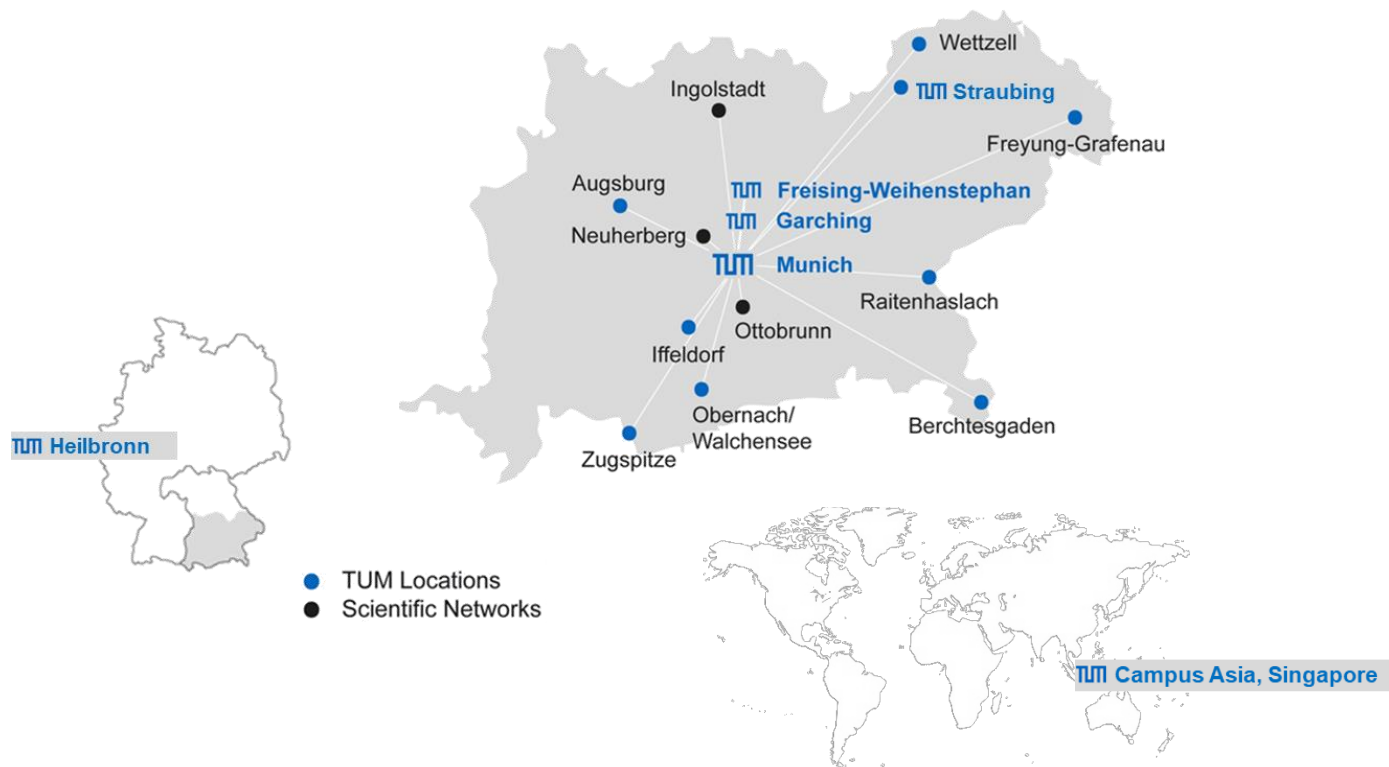 Wettzell
TUM Straubing
Ingolstadt
Freyung-Grafenau
Augsburg
TUM Freising-Weihenstephan
TUM Garching
Neuherberg
TUM Munich
Raitenhaslach
Ottobrunn
Iffeldorf
Obernach/
Walchensee
Berchtesgaden
Zugspitze
TUM Heilbronn
TUM Locations
Scientific Networks
TUM Campus Asia, Singapore